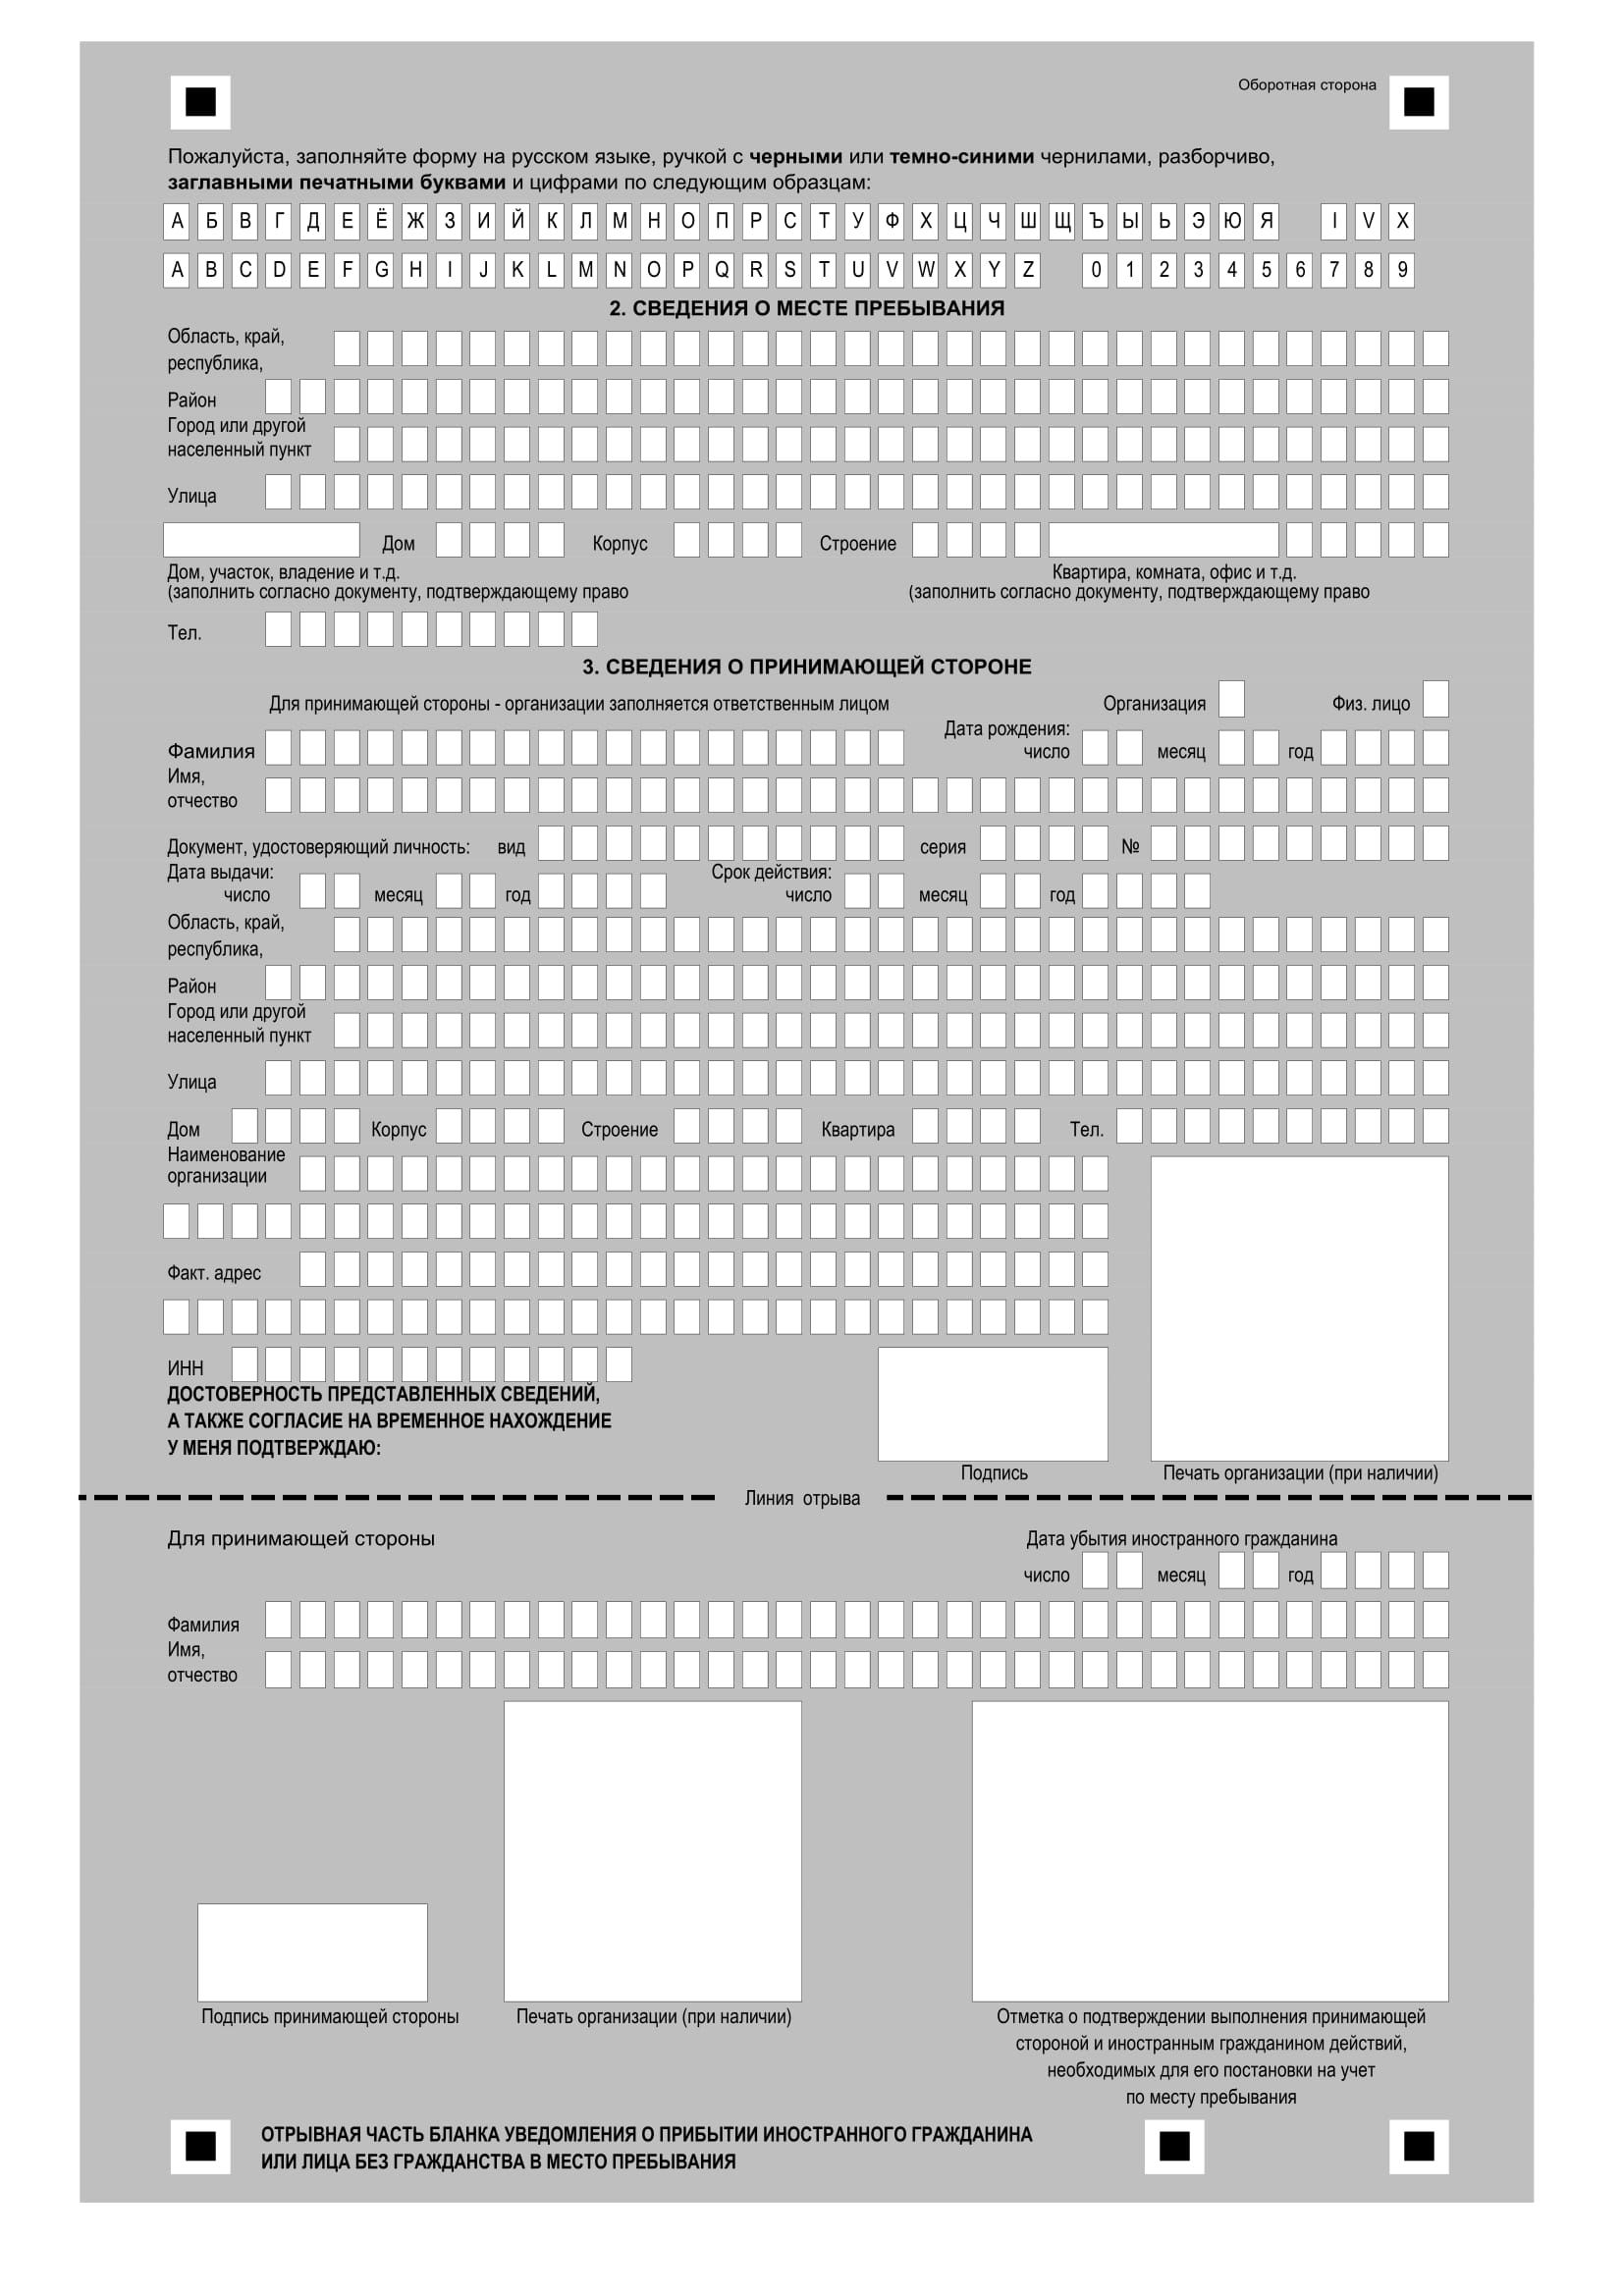 Оборотная сторона
Пожалуйста, заполняйте форму на русском языке, ручкой с черными или темно-синими чернилами, разборчиво,
заглавными печатными буквами и цифрами по следующим образцам:
А Б В Г Д Е Ё Ж З И Й К Л М Н О П Р С Т У Ф Х Ц Ч Ш Щ Ъ Ы Ь Э Ю Я I V X
A B C D E F G H I J K L M N O P Q R S T U V W X Y Z 0 1 2 3 4 5 6 7 8 9
2. СВЕДЕНИЯ О МЕСТЕ ПРЕБЫВАНИЯ
Область, край,
республика,
Район
Город или другой
населенный пункт
Улица
Дом Корпус Строение
Дом, участок, владение и т.д. Квартира, комната, офис и т.д.
(заполнить согласно документу, подтверждающему право (заполнить согласно документу, подтверждающему право
Тел.
3. СВЕДЕНИЯ О ПРИНИМАЮЩЕЙ СТОРОНЕ
Для принимающей стороны - организации заполняется ответственным лицом Организация Физ. лицо
Дата рождения:
Фамилия число месяц год
Имя,
отчество
Документ, удостоверяющий личность: вид серия №
Дата выдачи: Срок действия:
число месяц год число месяц год
Область, край,
республика,
Район
Город или другой
населенный пункт
Улица
Дом Корпус Строение Квартира Тел.
Наименование
организации
Факт. адрес
ИНН
ДОСТОВЕРНОСТЬ ПРЕДСТАВЛЕННЫХ СВЕДЕНИЙ,
А ТАКЖЕ СОГЛАСИЕ НА ВРЕМЕННОЕ НАХОЖДЕНИЕ
У МЕНЯ ПОДТВЕРЖДАЮ:
Подпись Печать организации (при наличии)
Линия отрыва
Для принимающей стороны Дата убытия иностранного гражданина
число месяц год
Фамилия
Имя,
отчество
Подпись принимающей стороны Печать организации (при наличии) Отметка о подтверждении выполнения принимающей
стороной и иностранным гражданином действий,
необходимых для его постановки на учет
по месту пребывания
ОТРЫВНАЯ ЧАСТЬ БЛАНКА УВЕДОМЛЕНИЯ О ПРИБЫТИИ ИНОСТРАННОГО ГРАЖДАНИНА
ИЛИ ЛИЦА БЕЗ ГРАЖДАНСТВА В МЕСТО ПРЕБЫВАНИЯ